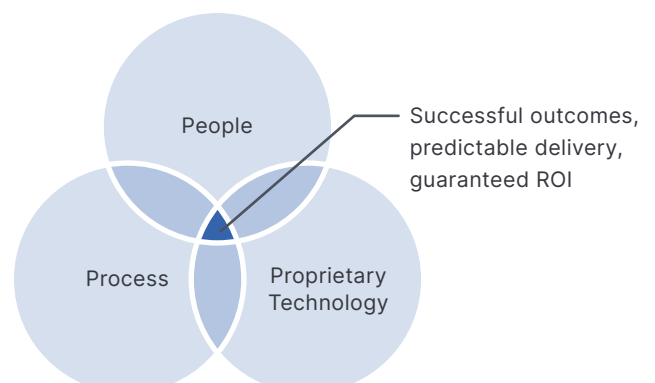 People
Successful outcomes,
predictable delivery,
guaranteed ROI
Process
Proprietary
Technology